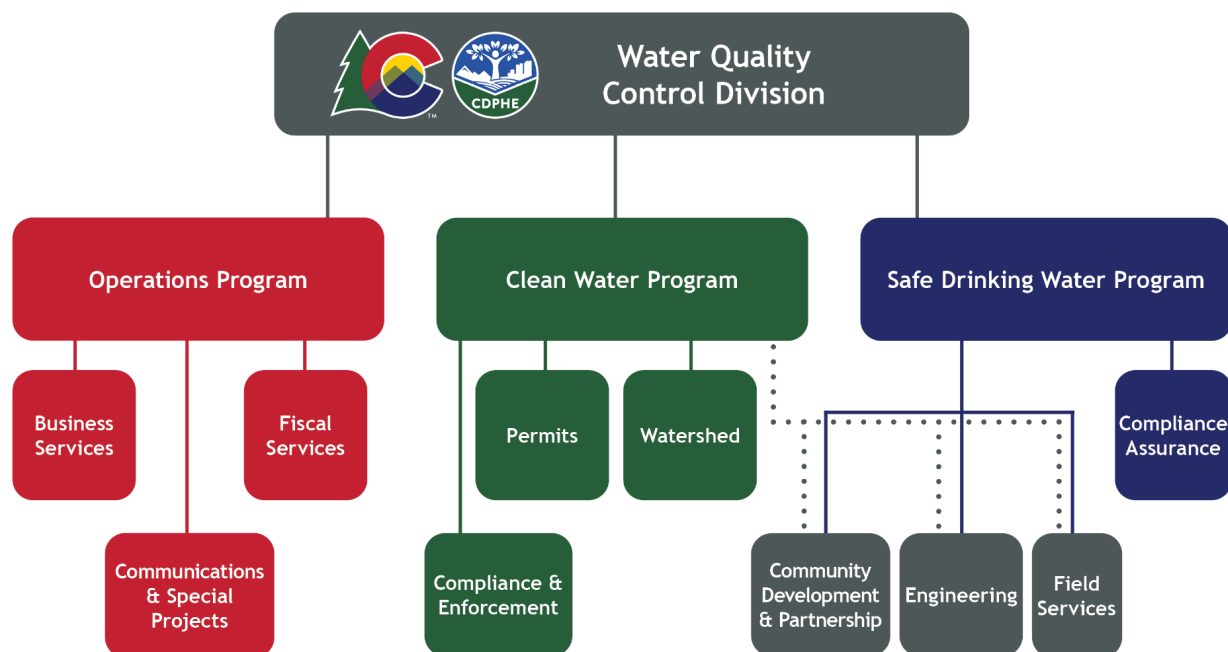 Water Quality
Control Division
CDPHE
TM
Operations Program
Clean Water Program
Safe Drinking Water Program
Business
Services
Fiscal
Services
Permits
Watershed
Compliance
Assurance
Communications
& Special
Projects
Compliance &
Enforcement
Community
Development
& Partnership
Engineering
Field
Services